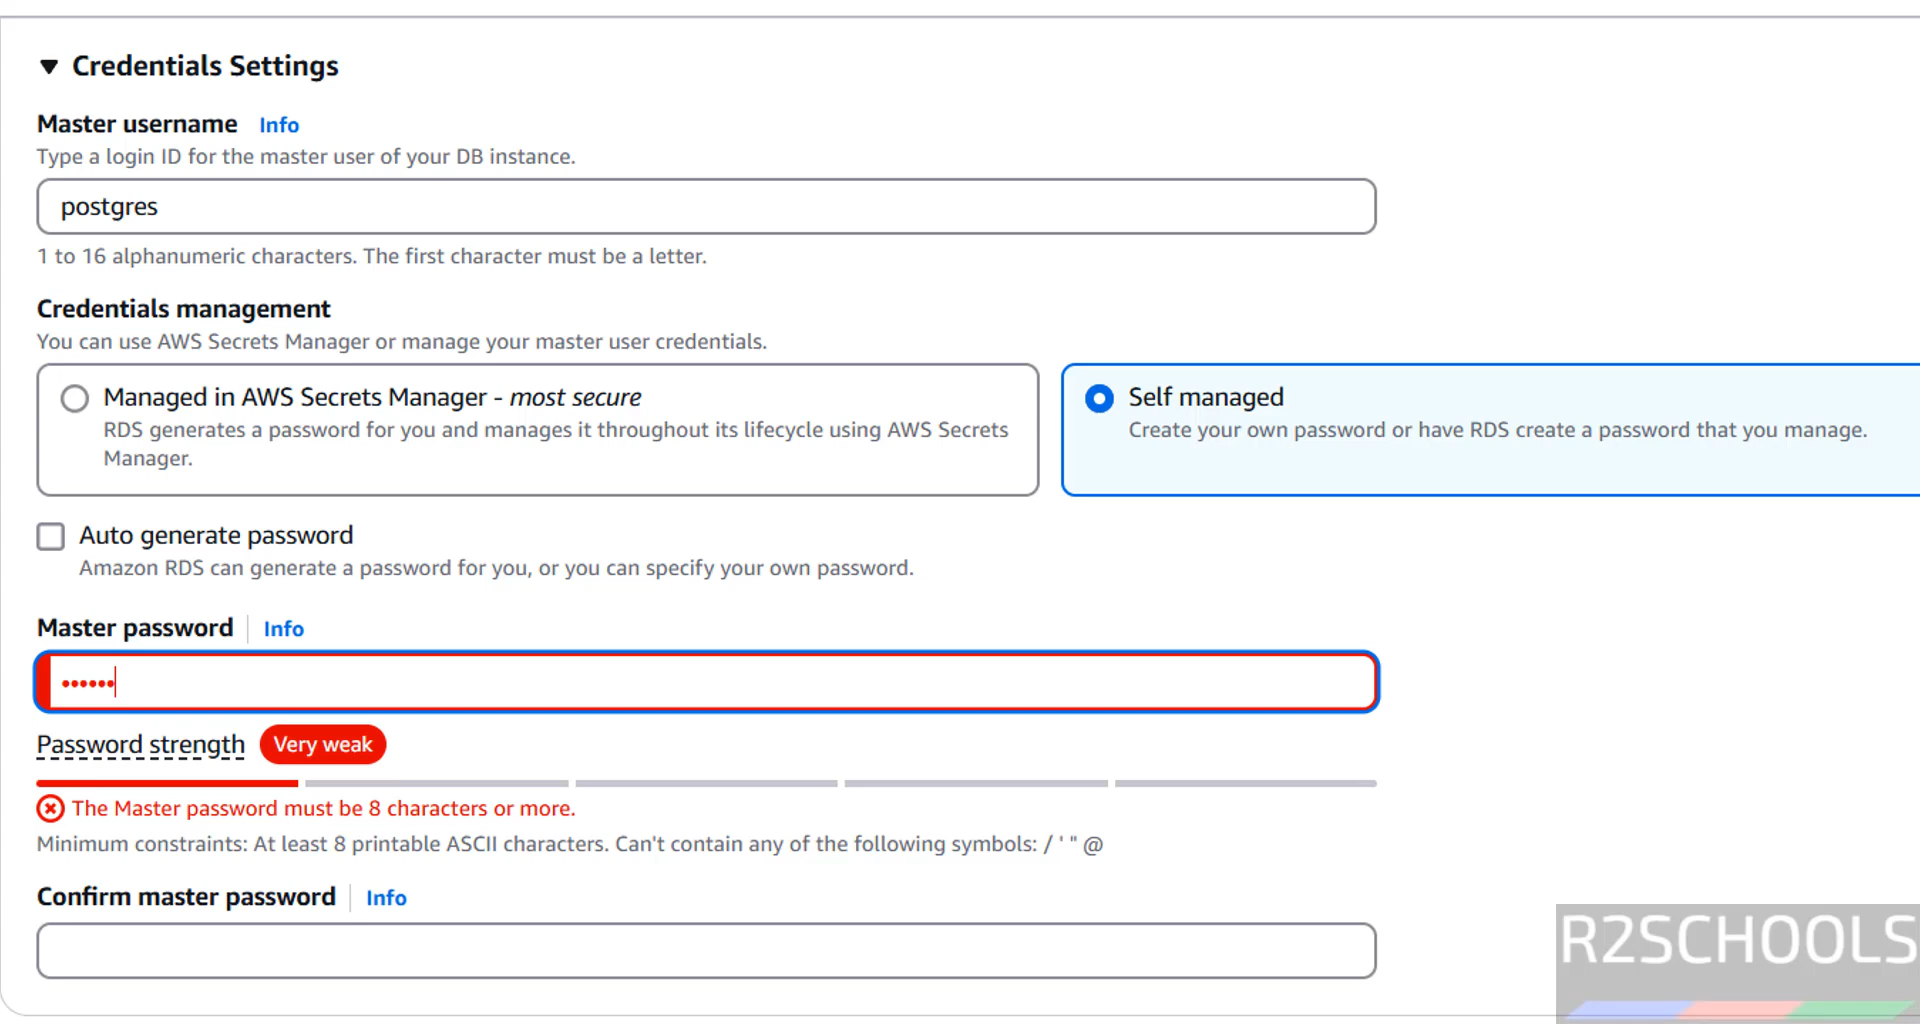 Credentials Settings
Master username Info
Type a login ID for the master user of your DB instance.
postgres
1 to 16 alphanumeric characters. The first character must be a letter.
Credentials management
You can use AWS Secrets Manager or manage your master user credentials.
Managed in AWS Secrets Manager - most secure
RDS generates a password for you and manages it throughout its lifecycle using AWS Secrets
Manager.
Self managed
Create your own password or have RDS create a password that you manage.
Auto generate password
Amazon RDS can generate a password for you, or you can specify your own password.
Master password Info
••••••
Password strength Very weak
The Master password must be 8 characters or more.
Minimum constraints: At least 8 printable ASCII characters. Can't contain any of the following symbols: / ' " @
Confirm master password Info
R2SCHOOLS